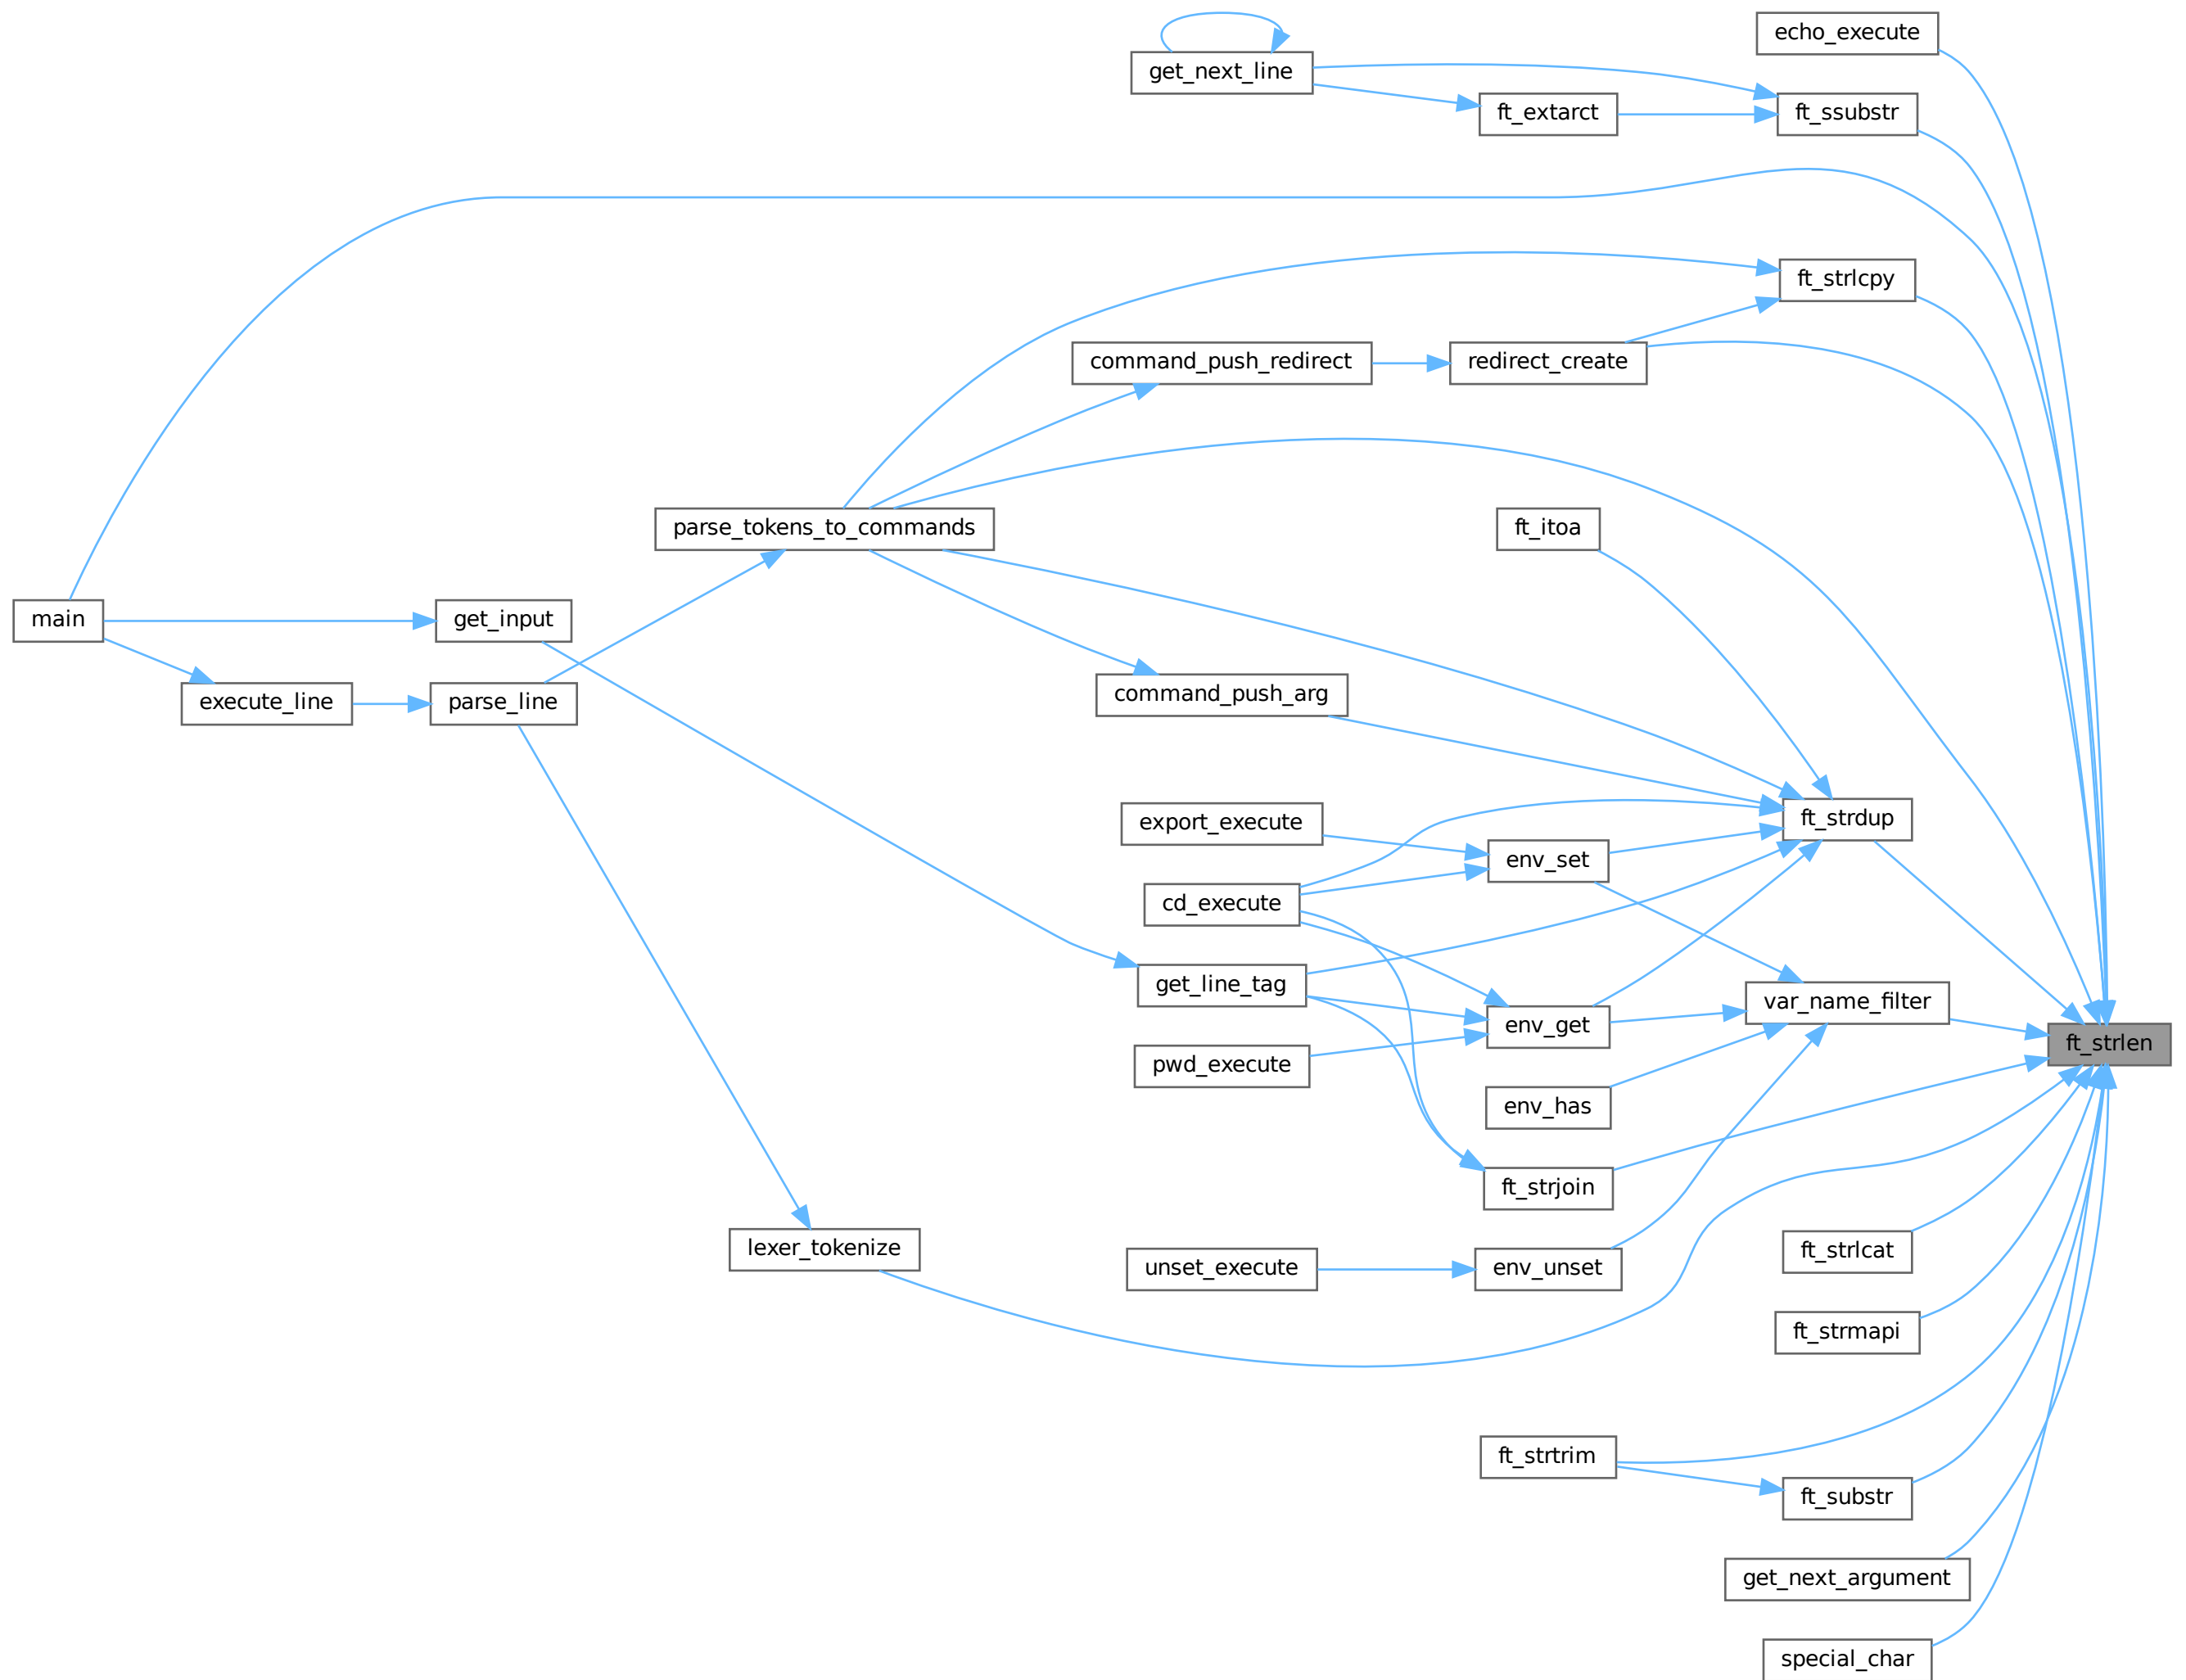 echo_execute
get_next_line
ft_extarct
ft_ssubstr
ft_strlcpy
command_push_redirect
redirect_create
parse_tokens_to_commands
ft_itoa
main
get_input
execute_line
parse_line
command_push_arg
export_execute
ft_strdup
env_set
cd_execute
get_line_tag
var_name_filter
env_get
ft_strlen
pwd_execute
env_has
ft_strjoin
lexer_tokenize
ft_strlcat
unset_execute
env_unset
ft_strmapi
ft_strtrim
ft_substr
get_next_argument
special_char